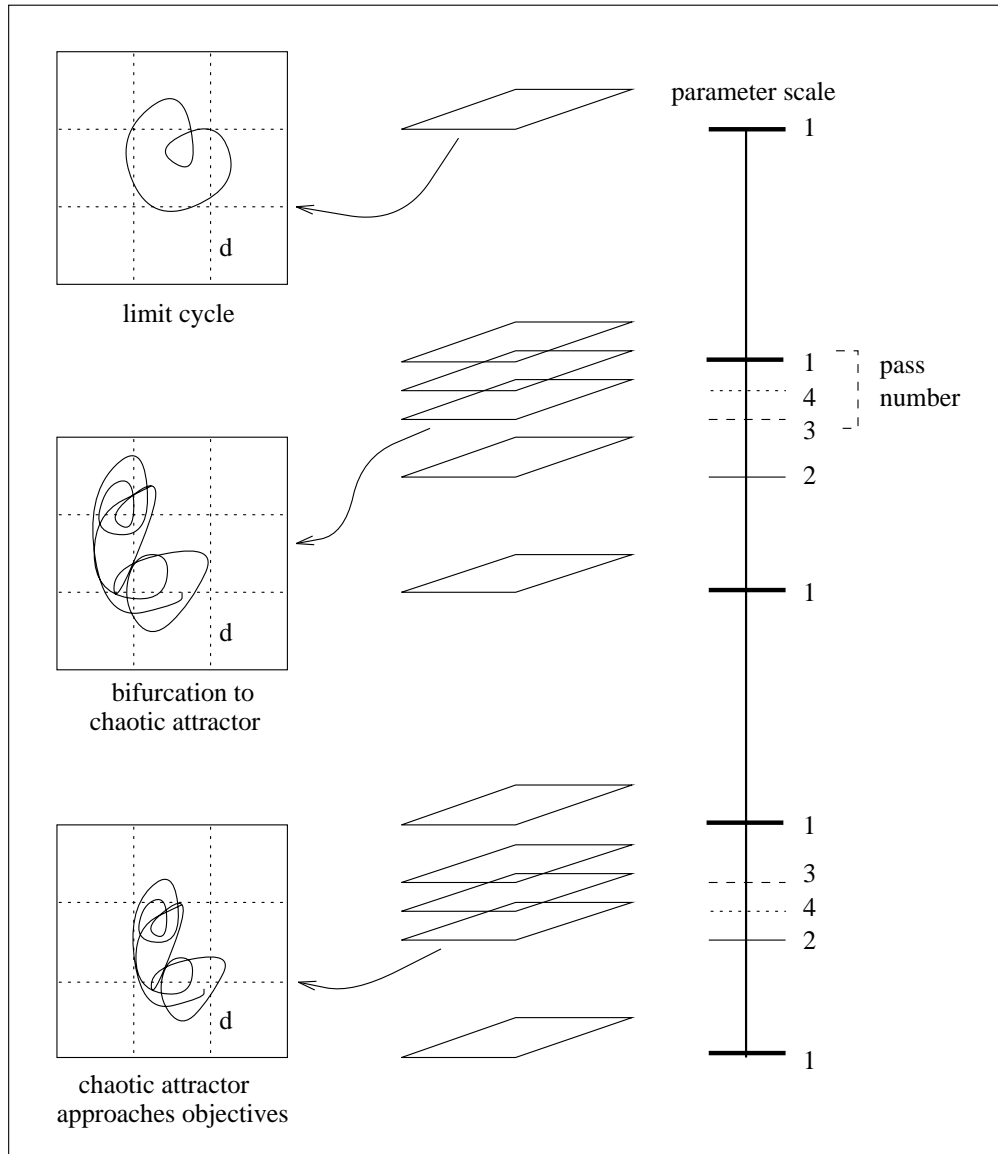 parameter scale
1
d
limit cycle
1
pass
4
number
3
2
d
1
bifurcation to
chaotic attractor
1
3
4
2
d
1
chaotic attractor
approaches objectives